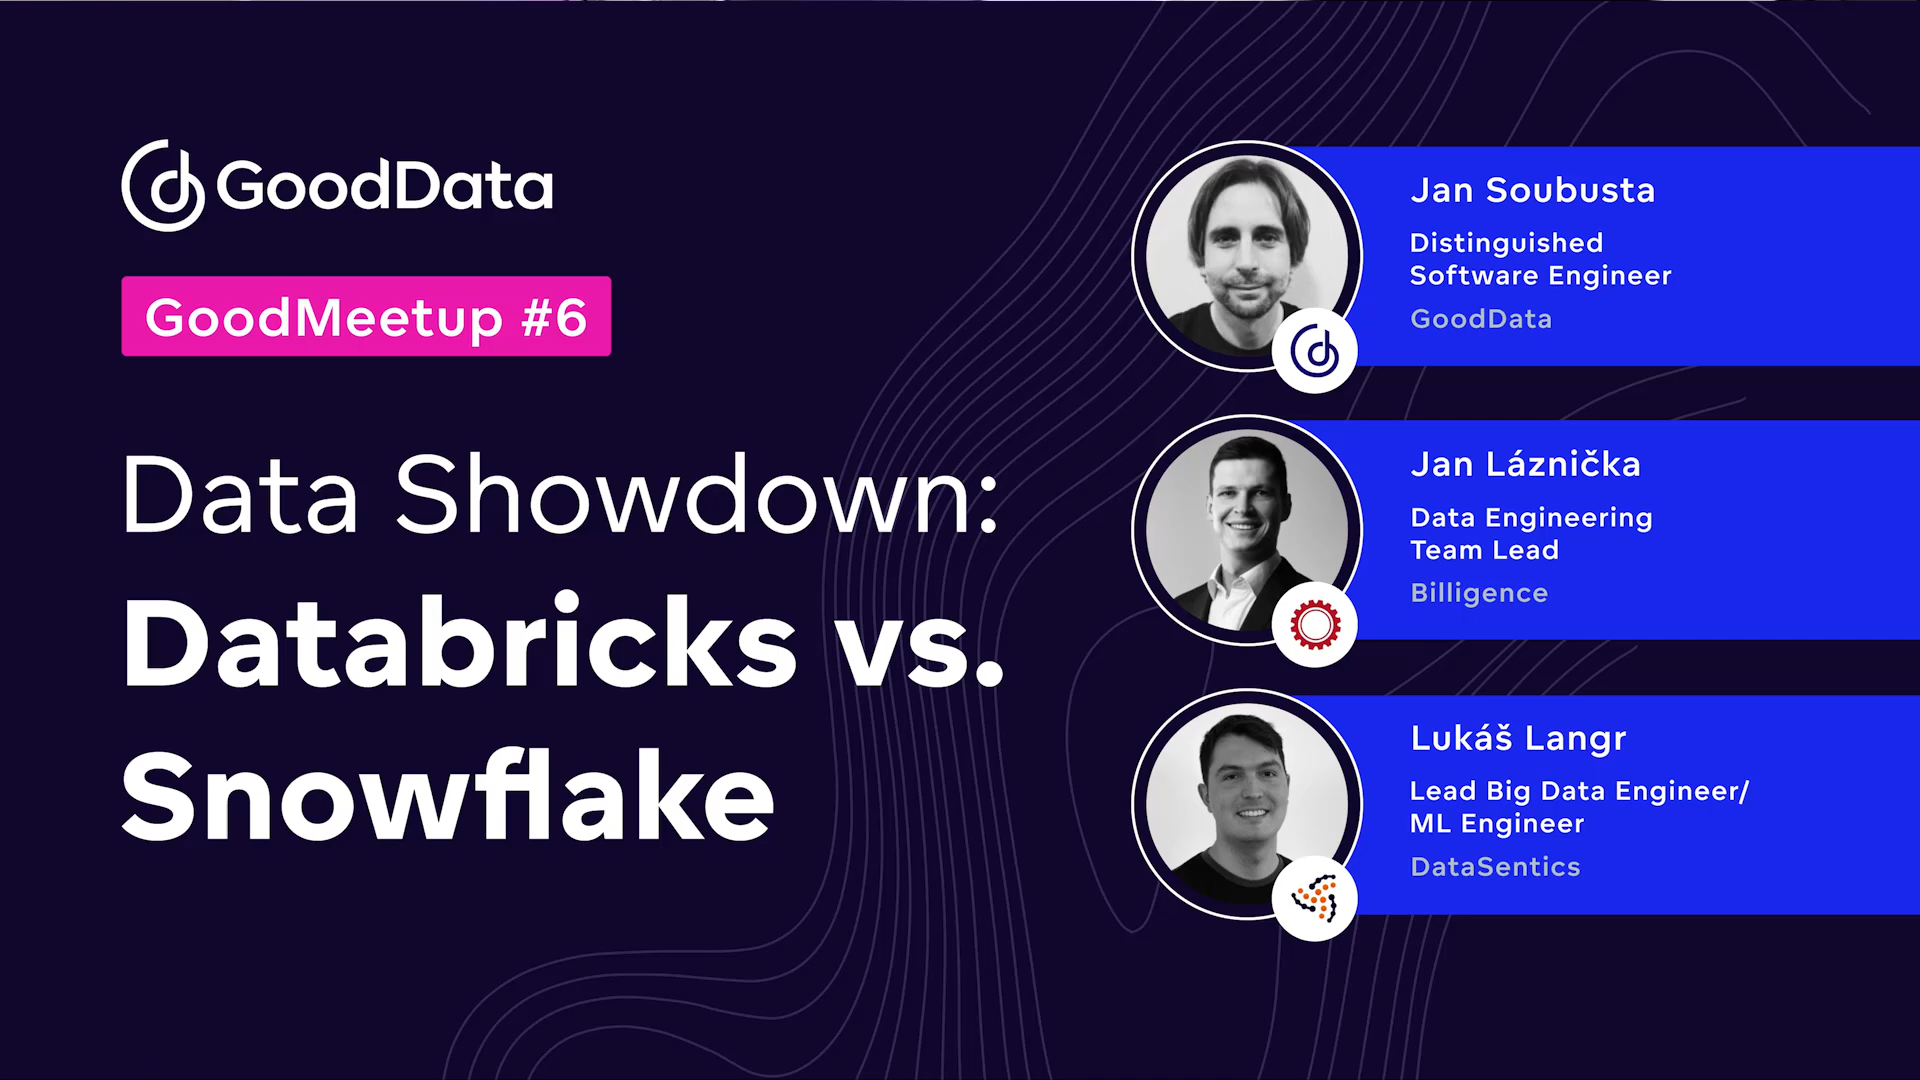 GoodData
GoodMeetup #6
Data Showdown:
Databricks vs.
Snowflake
Jan Soubusta
Distinguished
Software Engineer
GoodData
Jan Láznička
Data Engineering
Team Lead
Billigence
Lukáš Langr
Lead Big Data Engineer/
ML Engineer
DataSentics